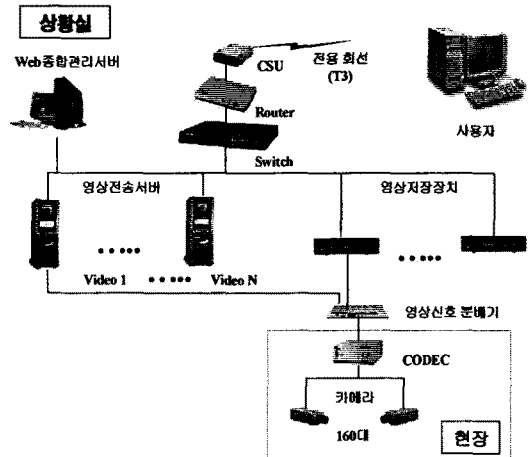 상황실
Web종합관리서버
CSU
전용 회선
(T3)
Router
Switch
사용자
영상전송서버
영상저장장치
Video 1
Video N
영상신호 분배기
CODEC
카메라
160대
현장